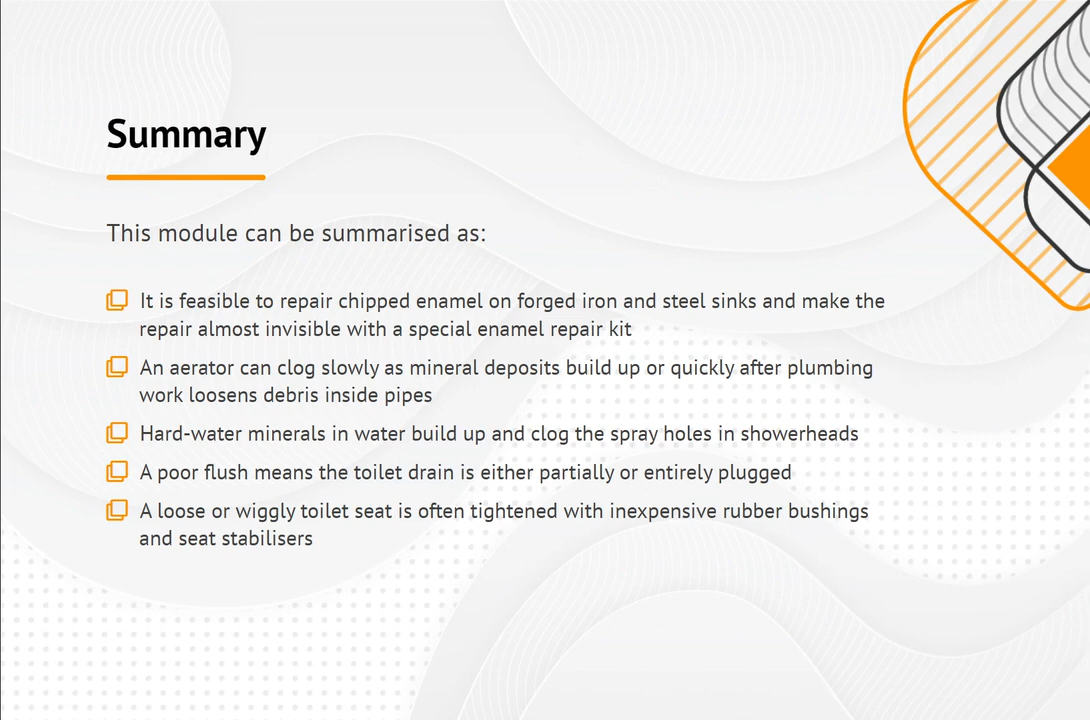 Summary
This module can be summarised as:
It is feasible to repair chipped enamel on forged iron and steel sinks and make the
repair almost invisible with a special enamel repair kit
An aerator can clog slowly as mineral deposits build up or quickly after plumbing
work loosens debris inside pipes
Hard-water minerals in water build up and clog the spray holes in showerheads
A poor flush means the toilet drain is either partially or entirely plugged
A loose or wiggly toilet seat is often tightened with inexpensive rubber bushings
and seat stabilisers